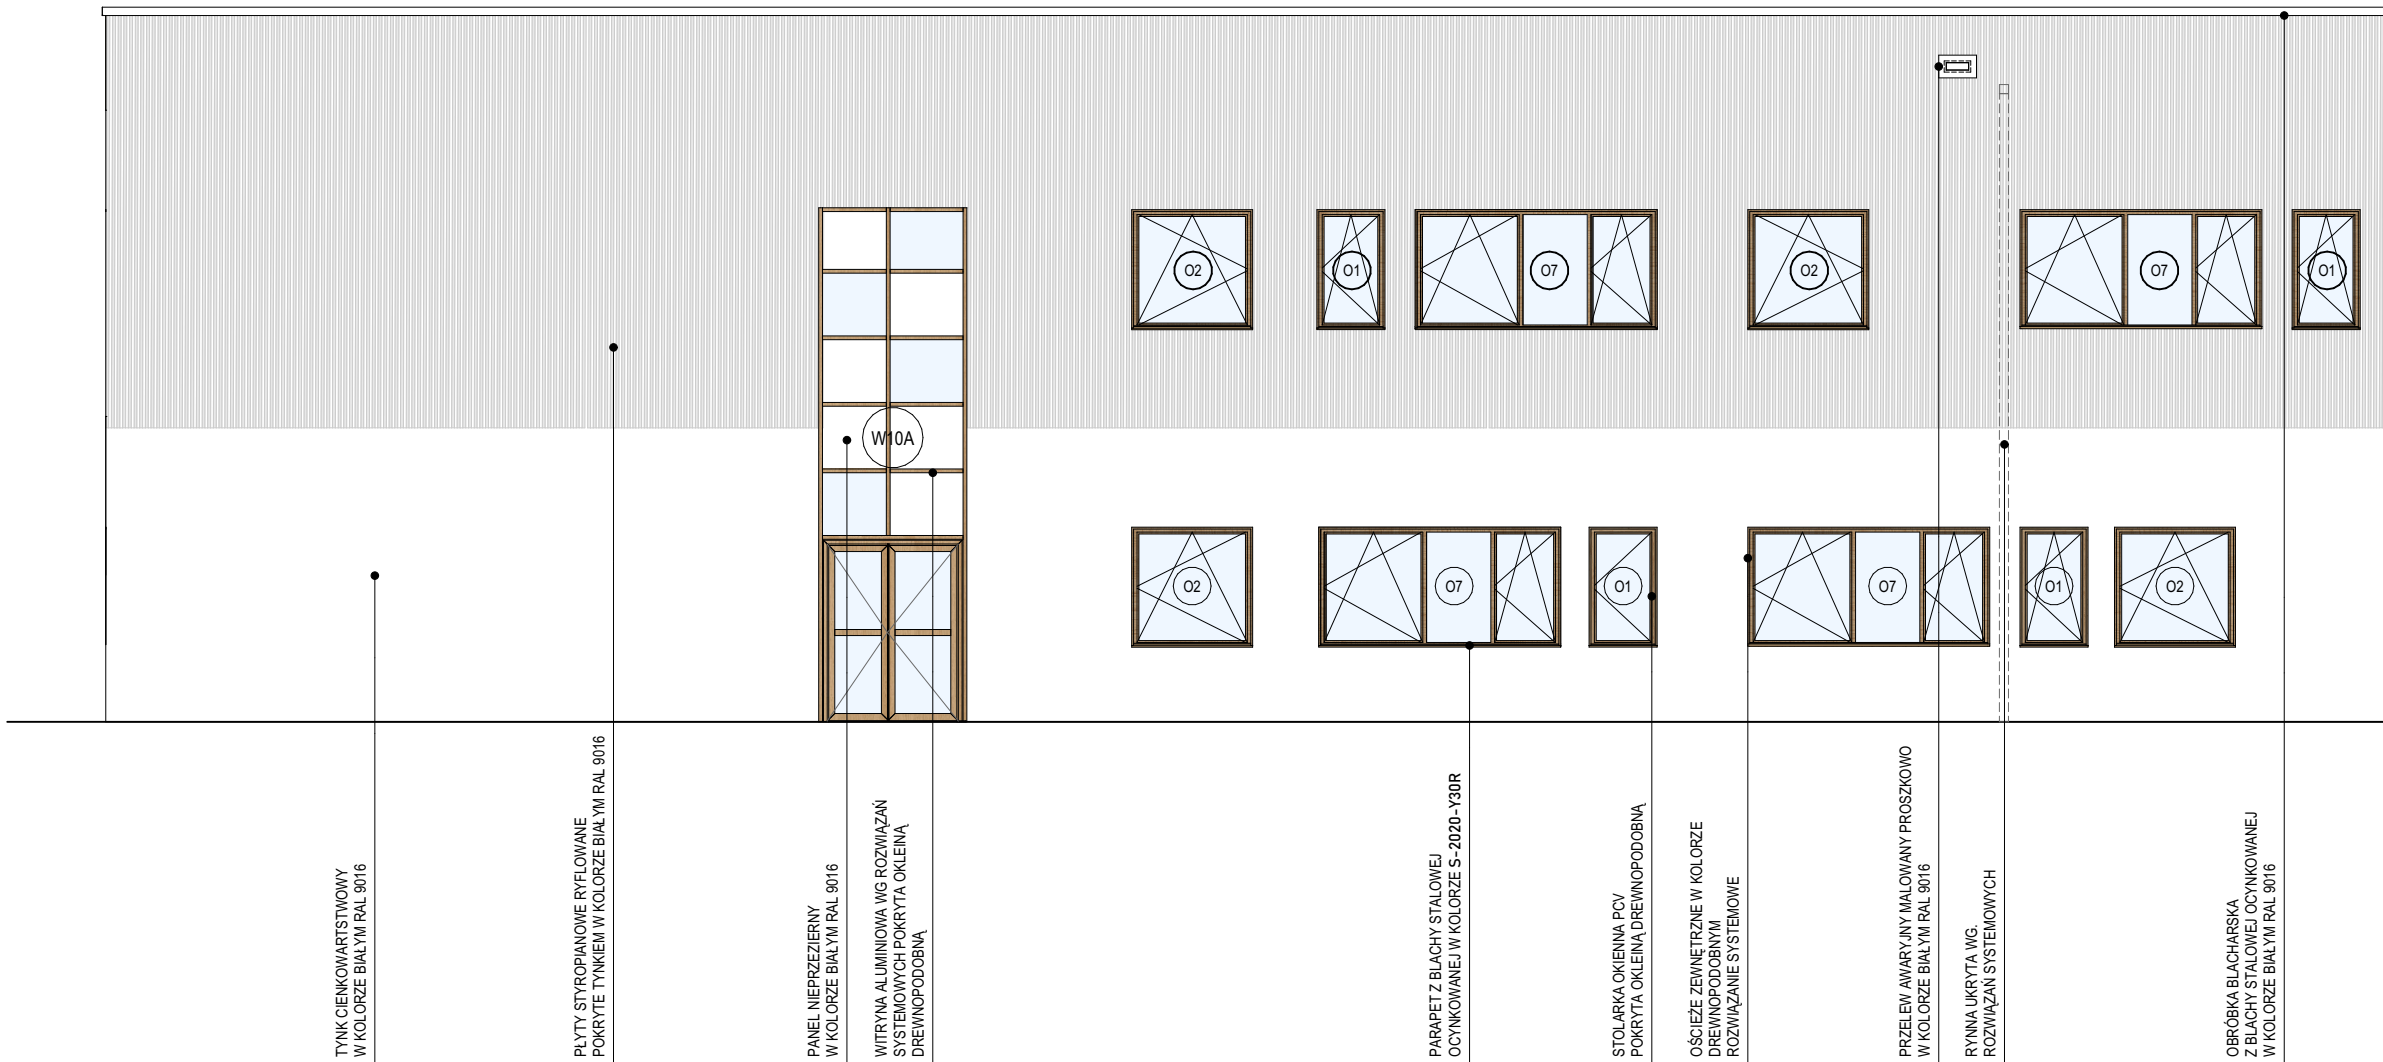 O2
O1
O7
O2
O7
O1
W10A
O2
O7
O1
O7
O1
O2
TYNK CIENKOWARTSTWOWY
W KOLORZE BIAŁYM RAL 9016
PŁYTY STYROPIANOWE RYFLOWANE
POKRYTE TYNKIEM W KOLORZE BIAŁYM RAL 9016
PANEL NIEPRZEZIERNY
W KOLORZE BIAŁYM RAL 9016
WITRYNA ALUMINIOWA WG ROZWIĄZAŃ
SYSTEMOWYCH POKRYTA OKLEINĄ
DREWNOPODOBNĄ
PARAPET Z BLACHY STALOWEJ
OCYNKOWANEJ W KOLORZE S-2020-Y30R
STOLARKA OKIENNA PCV
POKRYTA OKLEINĄ DREWNOPODOBNĄ
OŚCIEŻE ZEWNĘTRZNE W KOLORZE
DREWNOPODOBNYM
ROZWIĄZANIE SYSTEMOWE
PRZELEW AWARYJNY MALOWANY PROSZKOWO
W KOLORZE BIAŁYM RAL 9016
RYNNA UKRYTA WG.
ROZWIĄZAŃ SYSTEMOWYCH
OBRÓBKA BLACHARSKA
Z BLACHY STALOWEJ OCYNKOWANEJ
W KOLORZE BIAŁYM RAL 9016